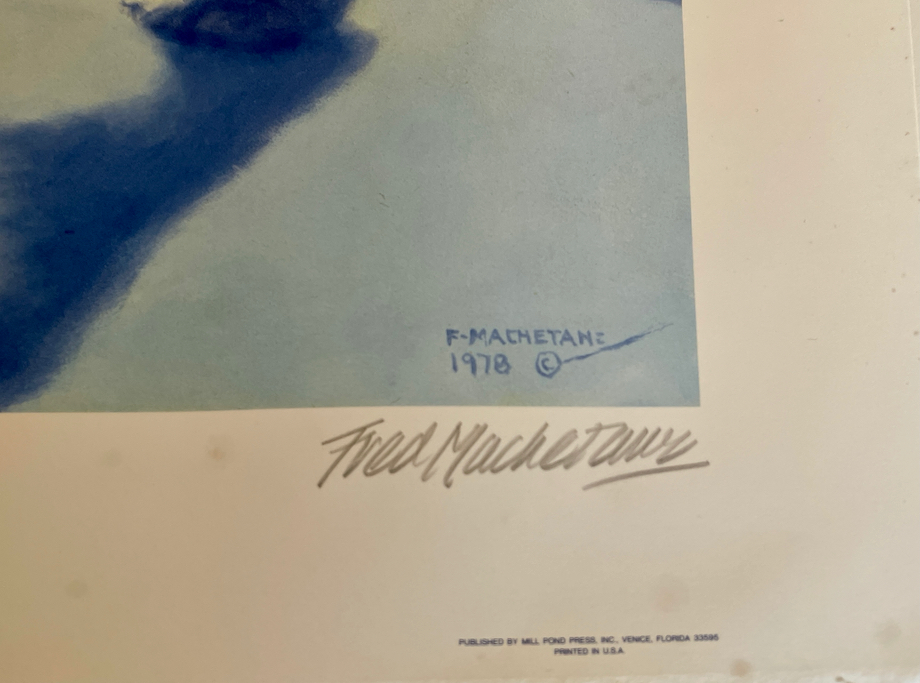 F-MACHETANZ
1978 ©
Fred Machetanz
PUBLISHED BY MILL POND PRESS, INC., VENICE, FLORIDA 33595
PRINTED IN U.S.A.